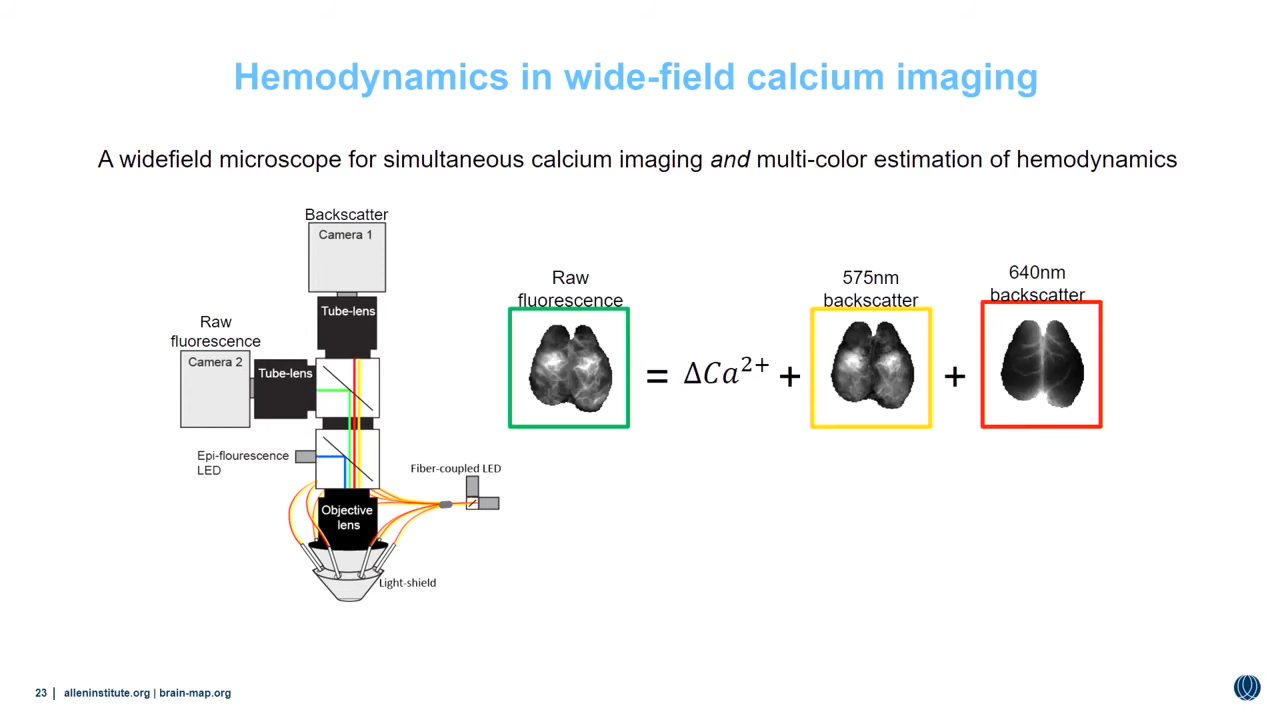 Hemodynamics in wide-field calcium imaging
A widefield microscope for simultaneous calcium imaging and multi-color estimation of hemodynamics
Backscatter
Camera 1
Tube-lens
Raw
fluorescence
Camera 2
Tube-lens
Epi-flourescence
LED
Fiber-coupled LED
Objective
lens
Light-shield
Raw
fluorescence
= ΔCa²⁺ +
575nm
backscatter
+
640nm
backscatter
23 | alleninstitute.org | brain-map.org